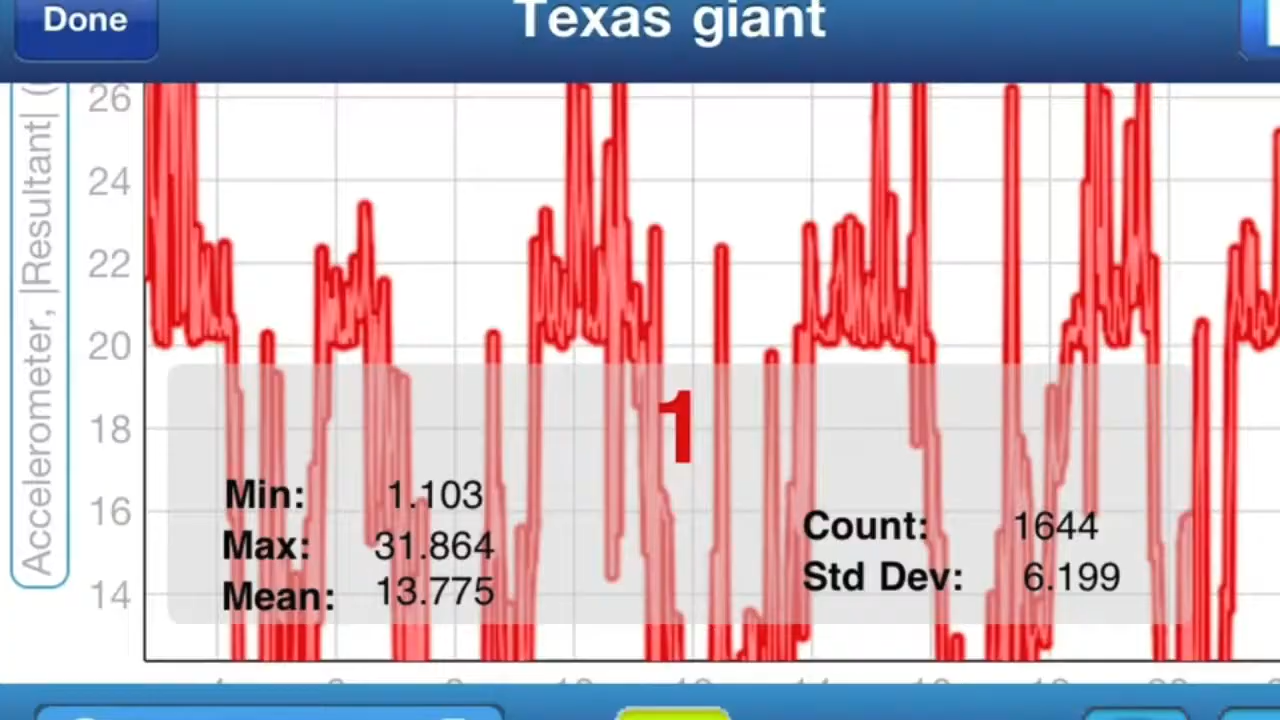 Done
Texas giant
Accelerometer, |Resultant| (
26
24
22
20
18
16
14
1
Min: 1.103
Max: 31.864
Mean: 13.775
Count: 1644
Std Dev: 6.199